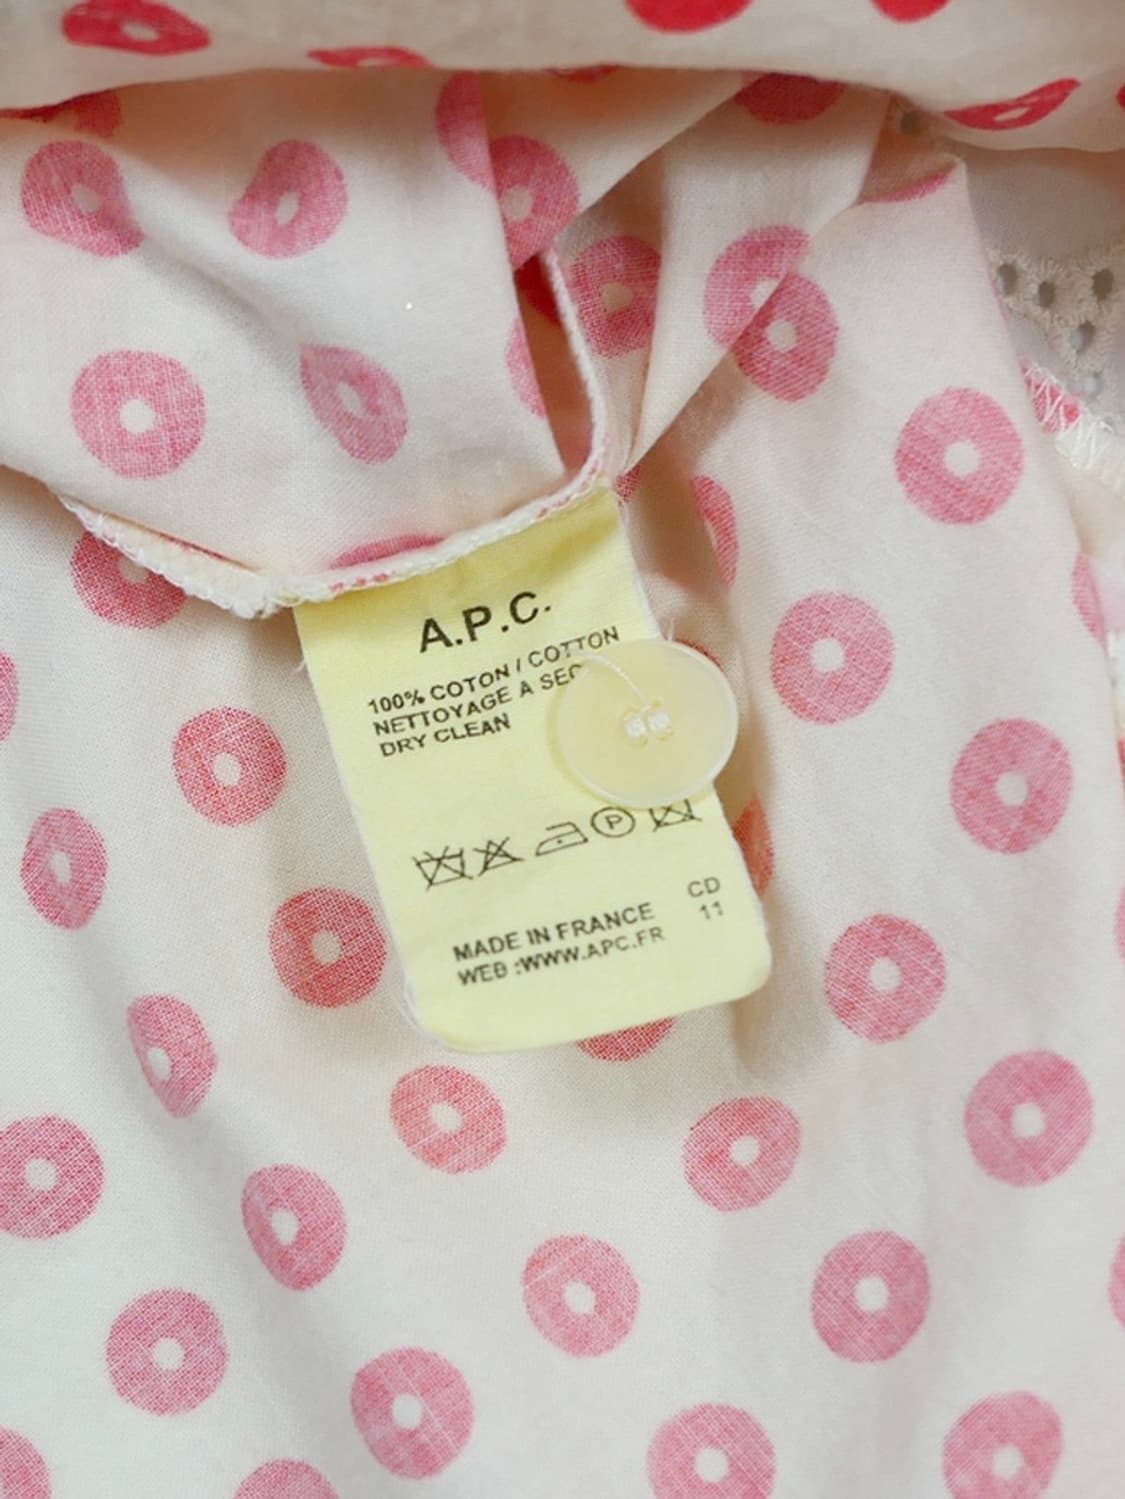 A.P.C.
100% COTON / COTTON
NETTOYAGE A SEC
DRY CLEAN
P
CD
11
MADE IN FRANCE
WEB :WWW.APC.FR